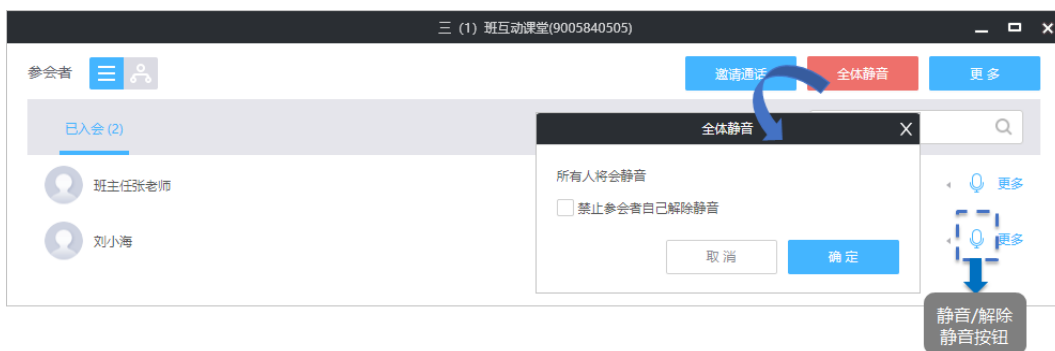 三 (1) 班互动课堂(9005840505)
参会者
邀请通话
全体静音
更多
已入会 (2)
全体静音
班主任张老师
所有人将会静音
更多
禁止参会者自己解除静音
刘小海
更多
取消
确定
静音/解除
静音按钮